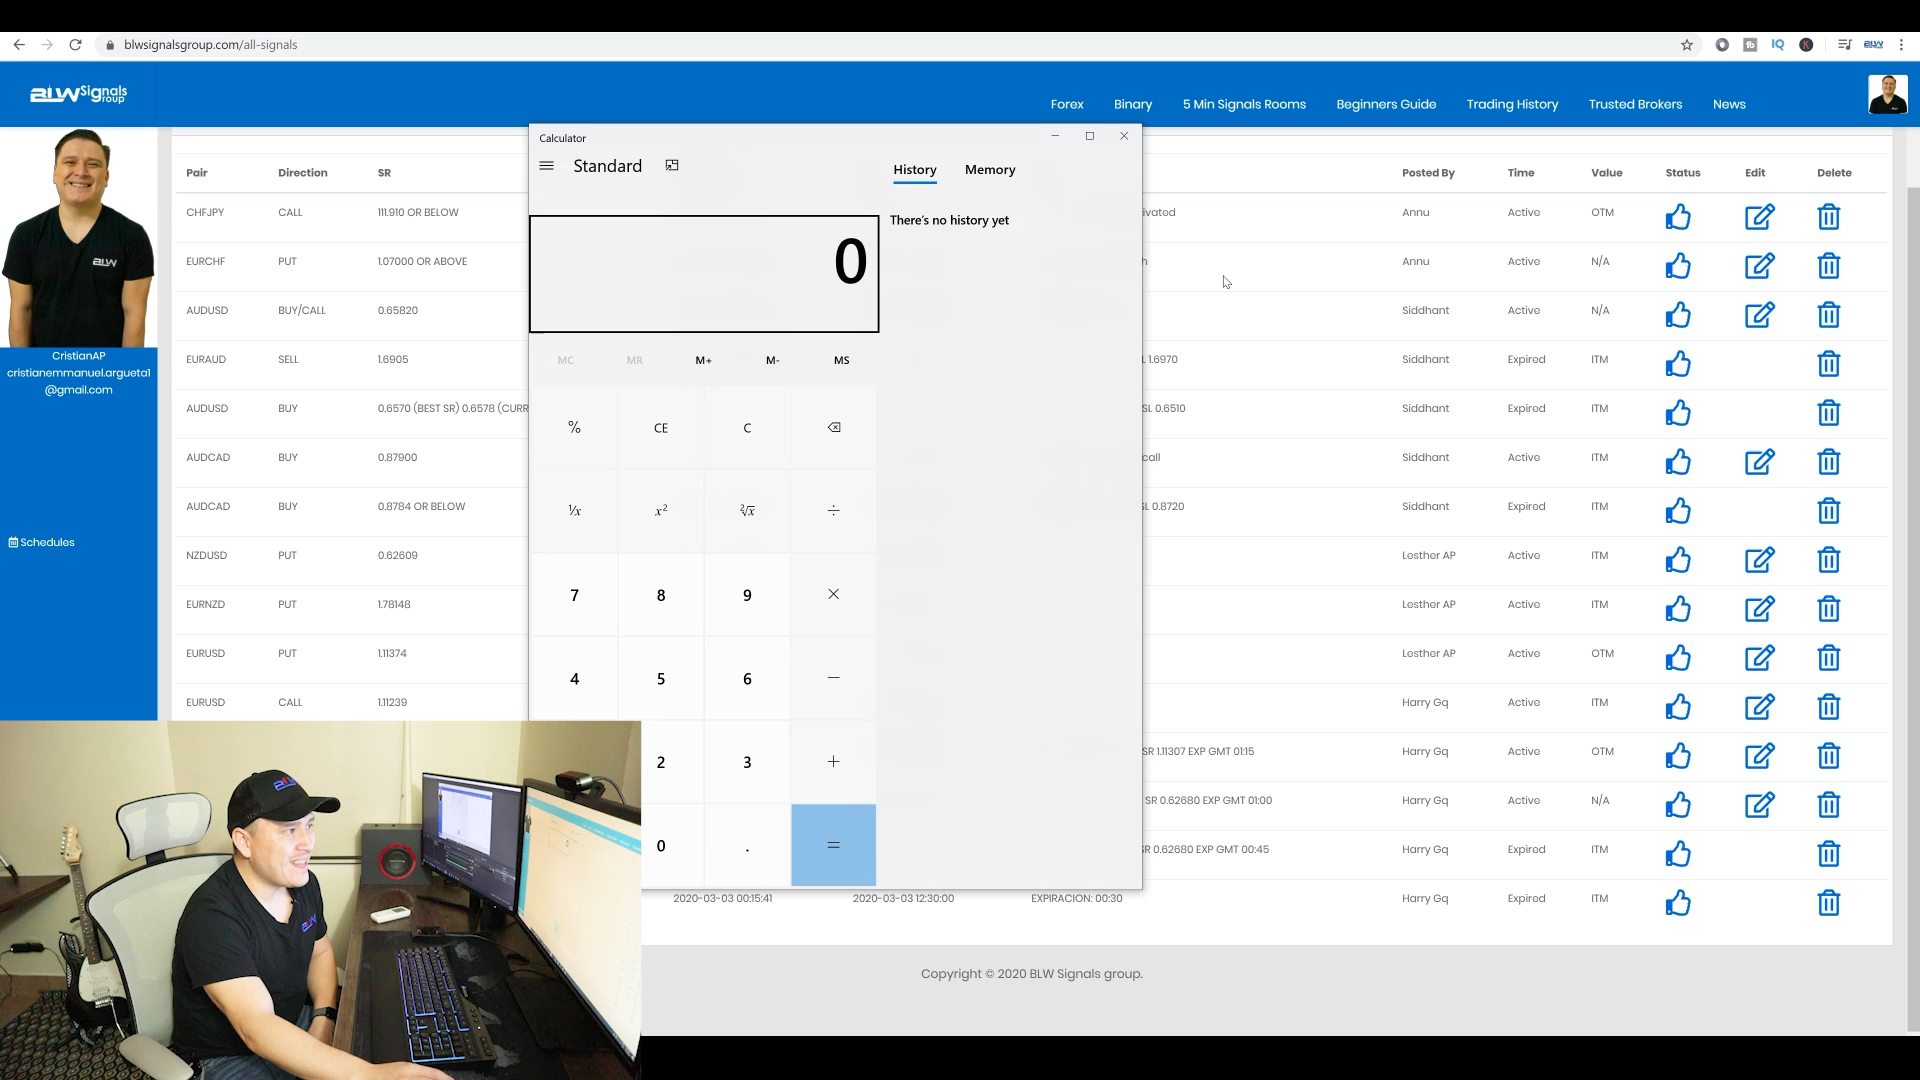 blwsignalsgroup.com/all-signals
BLW Signals group
Forex Binary 5 Min Signals Rooms Beginners Guide Trading History Trusted Brokers News
CristianAP
cristianemmanuel.argueta1
@gmail.com
Schedules
BLW
Calculator
Standard
History Memory
There's no history yet
0
MC MR M+ M- MS
% CE C
¹⁄x x² ²√x ÷
7 8 9 ×
4 5 6 −
2 3 +
0 . =
Pair Direction SR Posted By Time Value Status Edit Delete
CHFJPY CALL 111.910 OR BELOW ivated Annu Active OTM
EURCHF PUT 1.07000 OR ABOVE h Annu Active N/A
AUDUSD BUY/CALL 0.65820 Siddhant Active N/A
EURAUD SELL 1.6905 L 1.6970 Siddhant Expired ITM
AUDUSD BUY 0.6570 (BEST SR) 0.6578 (CURR SL 0.6510 Siddhant Expired ITM
AUDCAD BUY 0.87900 call Siddhant Active ITM
AUDCAD BUY 0.8784 OR BELOW SL 0.8720 Siddhant Expired ITM
NZDUSD PUT 0.62609 Lesther AP Active ITM
EURNZD PUT 1.78148 Lesther AP Active ITM
EURUSD PUT 1.11374 Lesther AP Active OTM
EURUSD CALL 1.11239 Harry Gq Active ITM
SR 1.11307 EXP GMT 01:15 Harry Gq Active OTM
SR 0.62680 EXP GMT 01:00 Harry Gq Active N/A
SR 0.62680 EXP GMT 00:45 Harry Gq Expired ITM
2020-03-03 00:15:41 2020-03-03 12:30:00 EXPIRACION: 00:30 Harry Gq Expired ITM
Copyright © 2020 BLW Signals group.